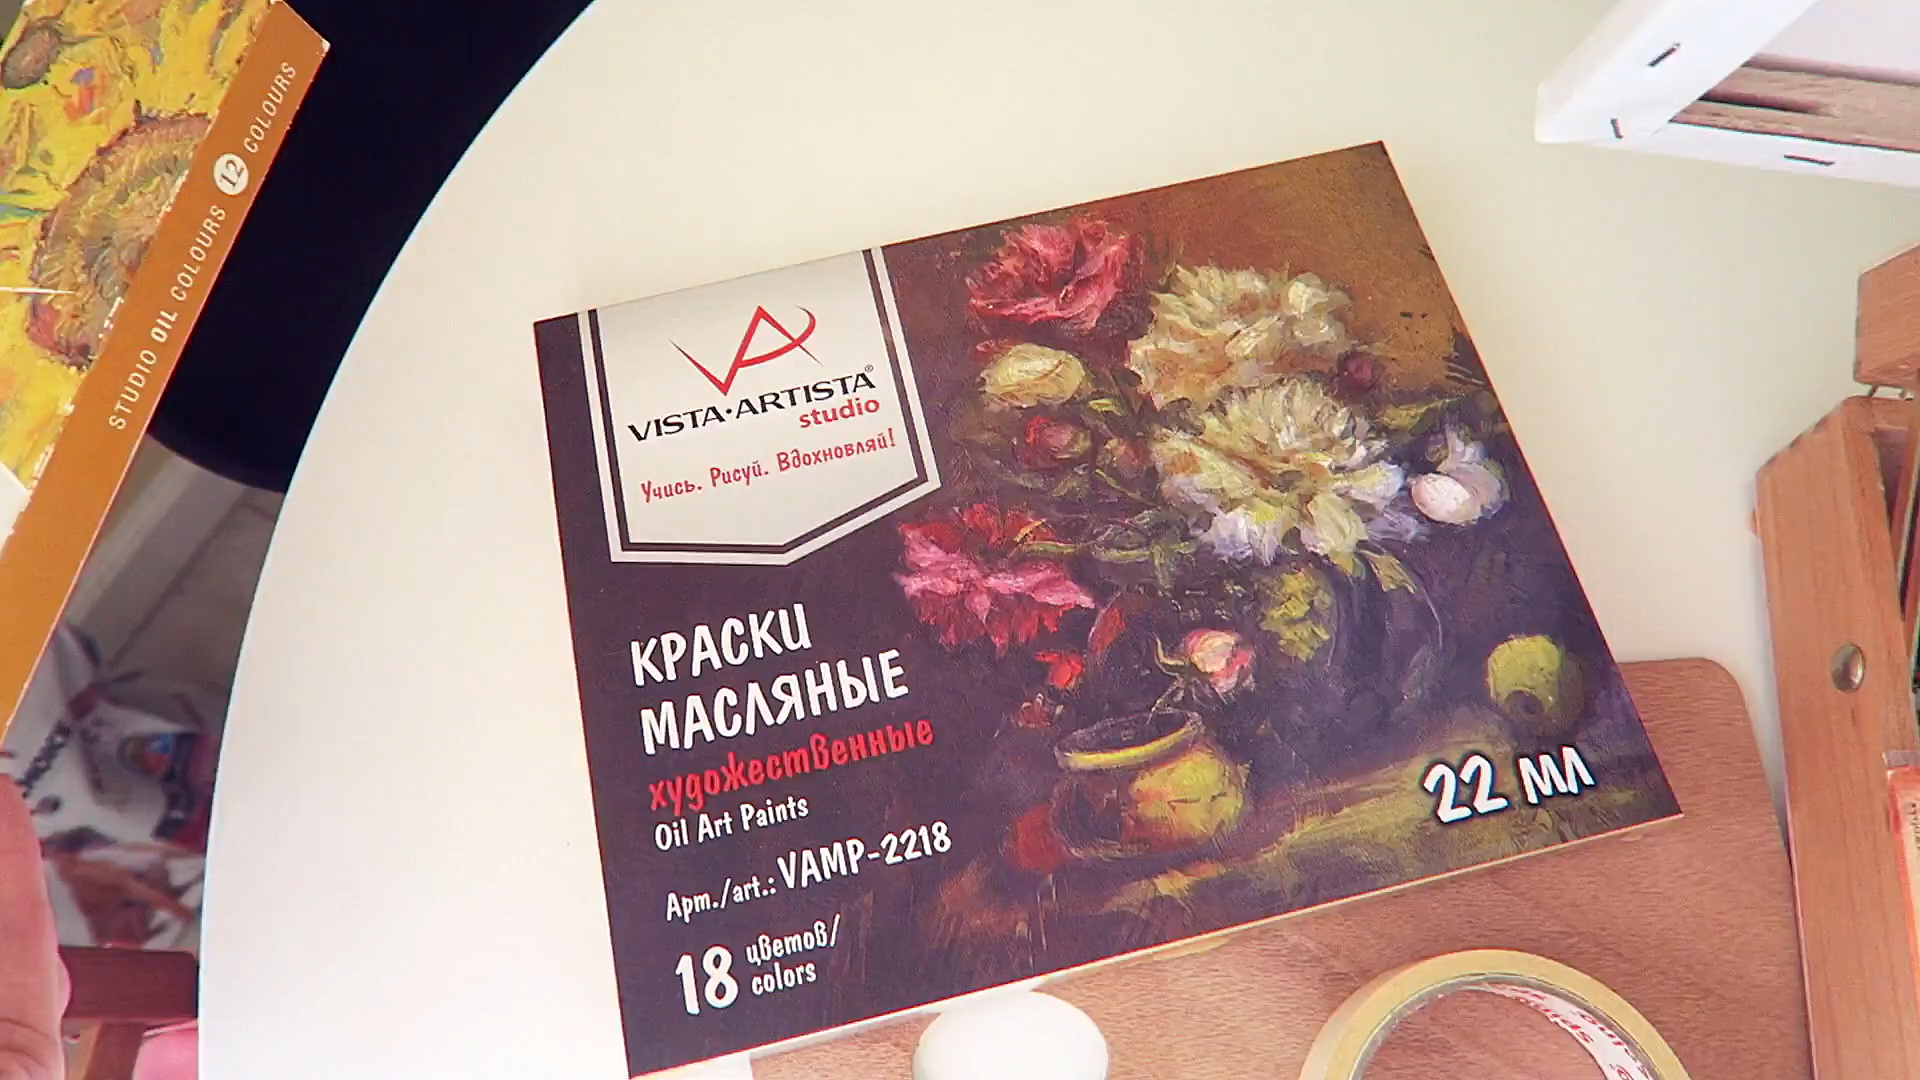 STUDIO OIL COLOURS 12 COLOURS
VISTA-ARTISTA®
studio
Учись. Рисуй. Вдохновляй!
КРАСКИ
МАСЛЯНЫЕ
художественные
Oil Art Paints
Арт./art.: VAMP-2218
18 цветов/
colors
22 мл